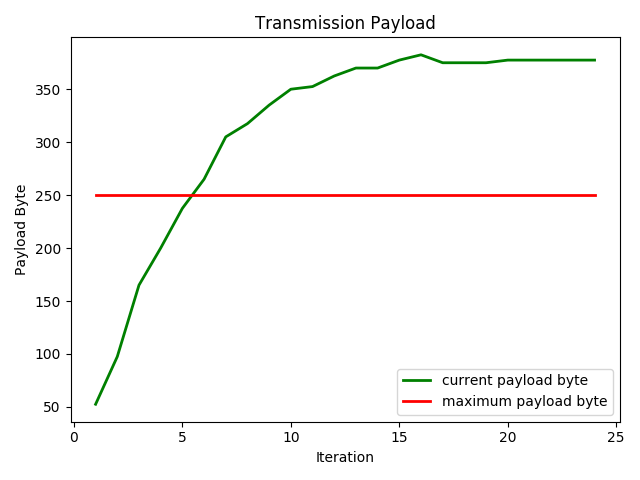 Transmission Payload
Payload Byte
350
300
250
200
150
100
50
0
5
10
15
20
25
Iteration
current payload byte
maximum payload byte